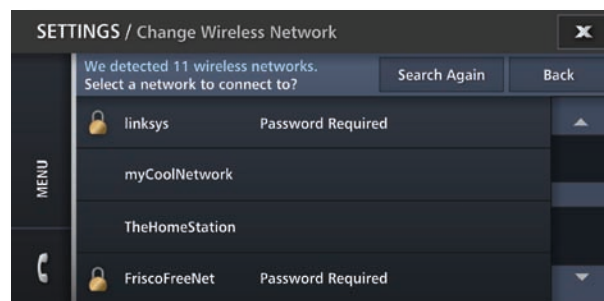 SETTINGS / Change Wireless Network
We detected 11 wireless networks.
Select a network to connect to?
Search Again
Back
linksys Password Required
myCoolNetwork
TheHomeStation
FriscoFreeNet Password Required
MENU